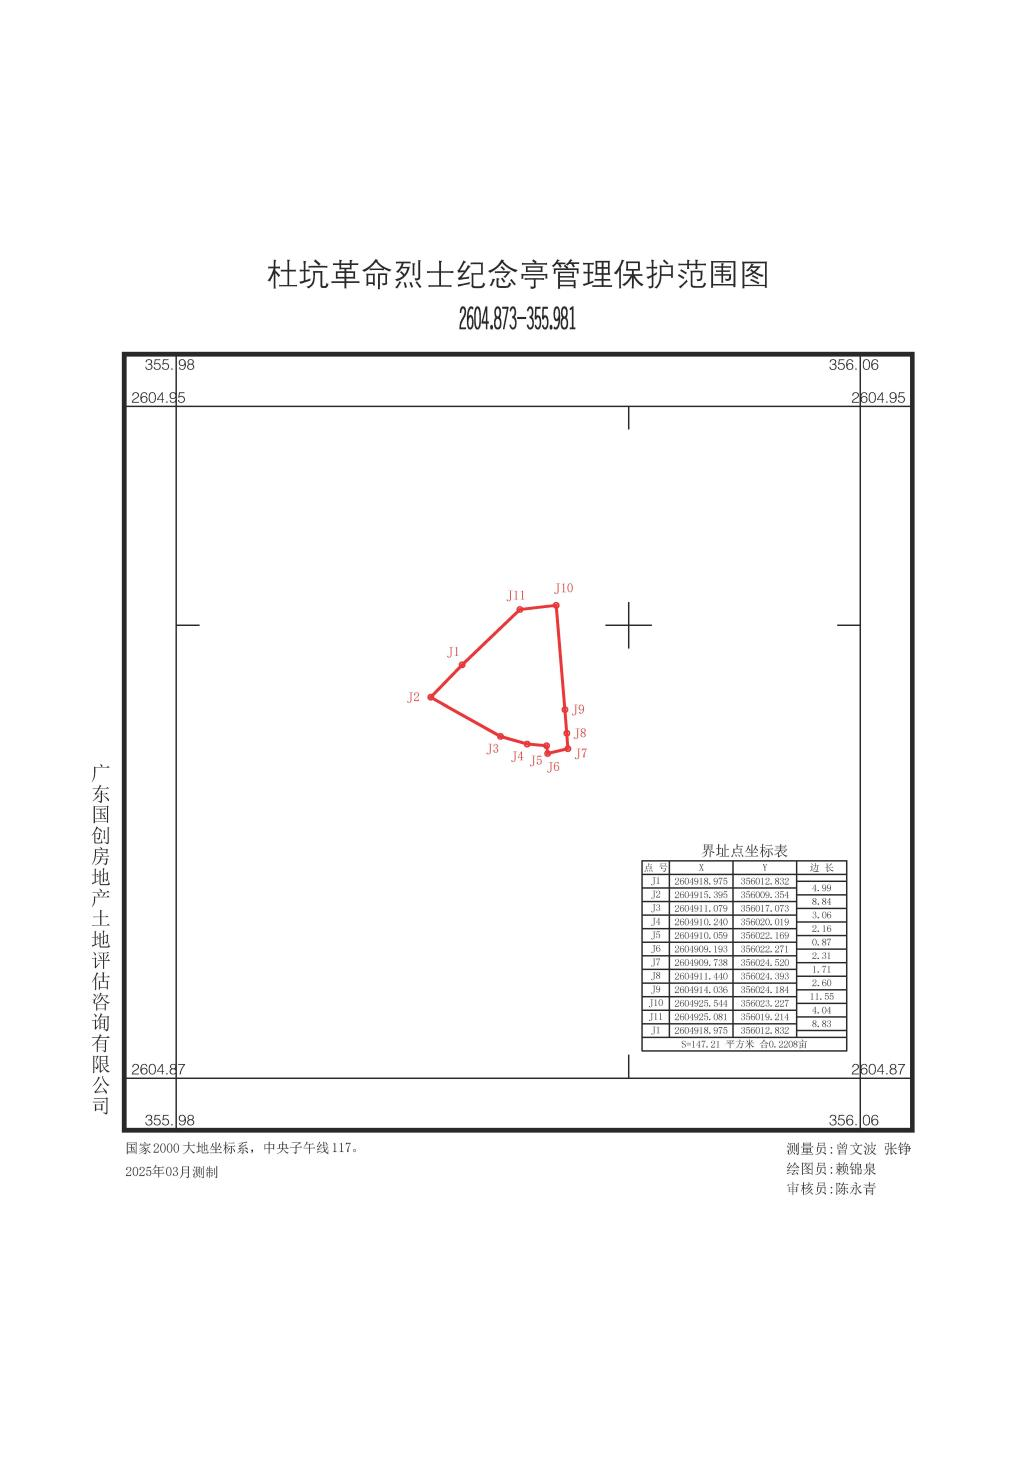 杜坑革命烈士纪念亭管理保护范围图
2604.873-355.981
355.98 356.06
2604.95 2604.95
J10
J11
J1
J2
J9
J8
J3
J4
J5
J6
J7
广东国创房地产土地评估咨询有限公司
界址点坐标表
点 号 X Y 边 长
J1 2604918.975 356012.832
4.99
J2 2604915.395 356009.354
8.84
J3 2604911.079 356017.073
3.06
J4 2604910.240 356020.019
2.16
J5 2604910.059 356022.169
0.87
J6 2604909.193 356022.271
2.31
J7 2604909.738 356024.520
1.71
J8 2604911.440 356024.393
2.60
J9 2604914.036 356024.184
11.55
J10 2604925.544 356023.227
4.04
J11 2604925.081 356019.214
8.83
J1 2604918.975 356012.832
S=147.21 平方米 合0.2208亩
2604.87 2604.87
355.98 356.06
国家2000大地坐标系，中央子午线117。
2025年03月测制
测量员:曾文波 张铮
绘图员:赖锦泉
审核员:陈永青